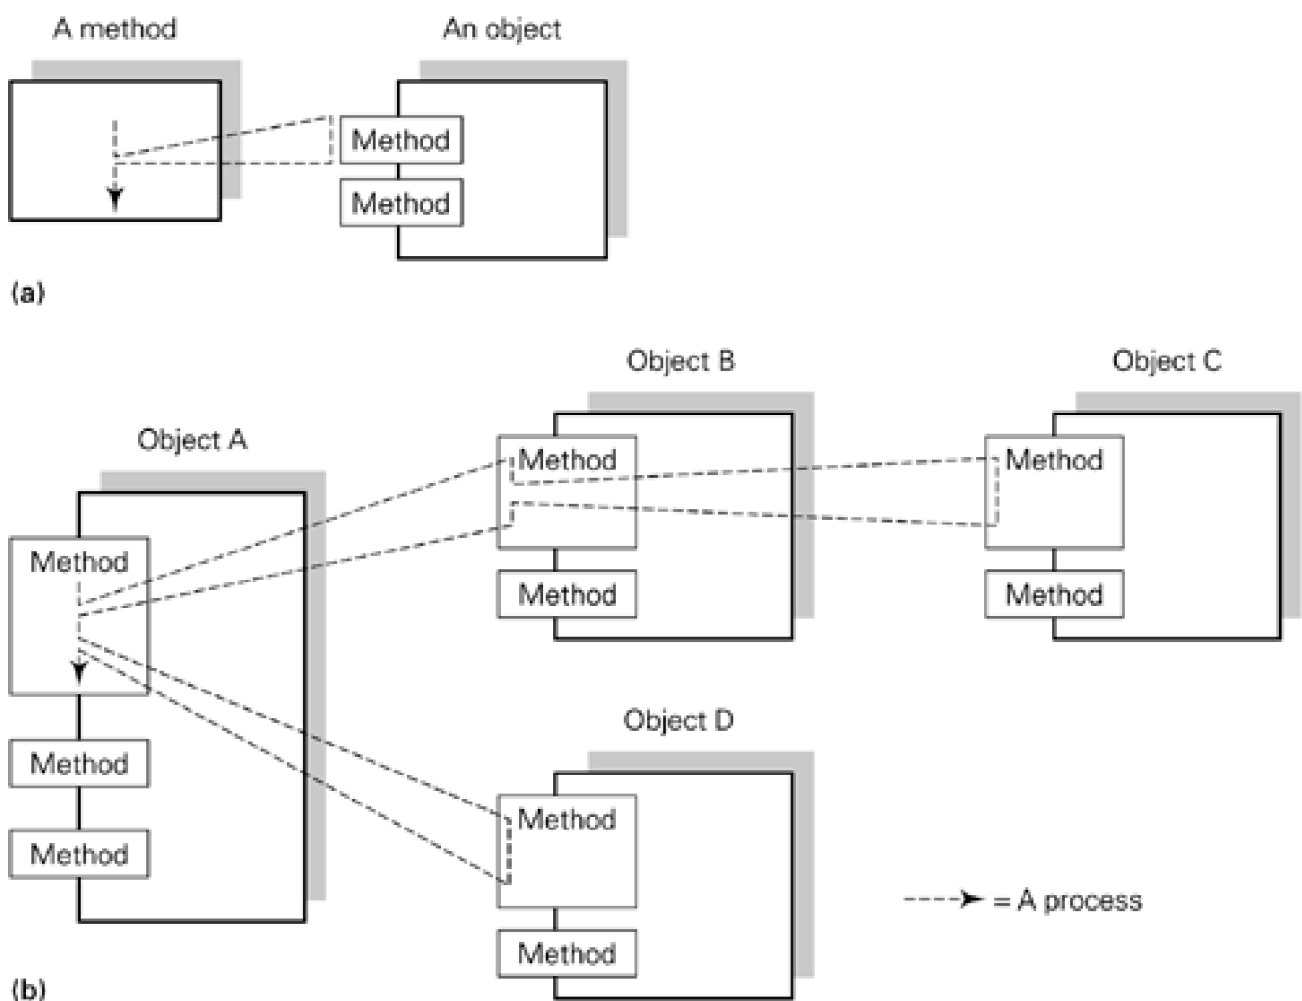 A method
An object
Method
Method
(a)
Object B
Object C
Object A
Method
Method
Method
Method
Method
Object D
Method
Method
Method
= A process
Method
(b)